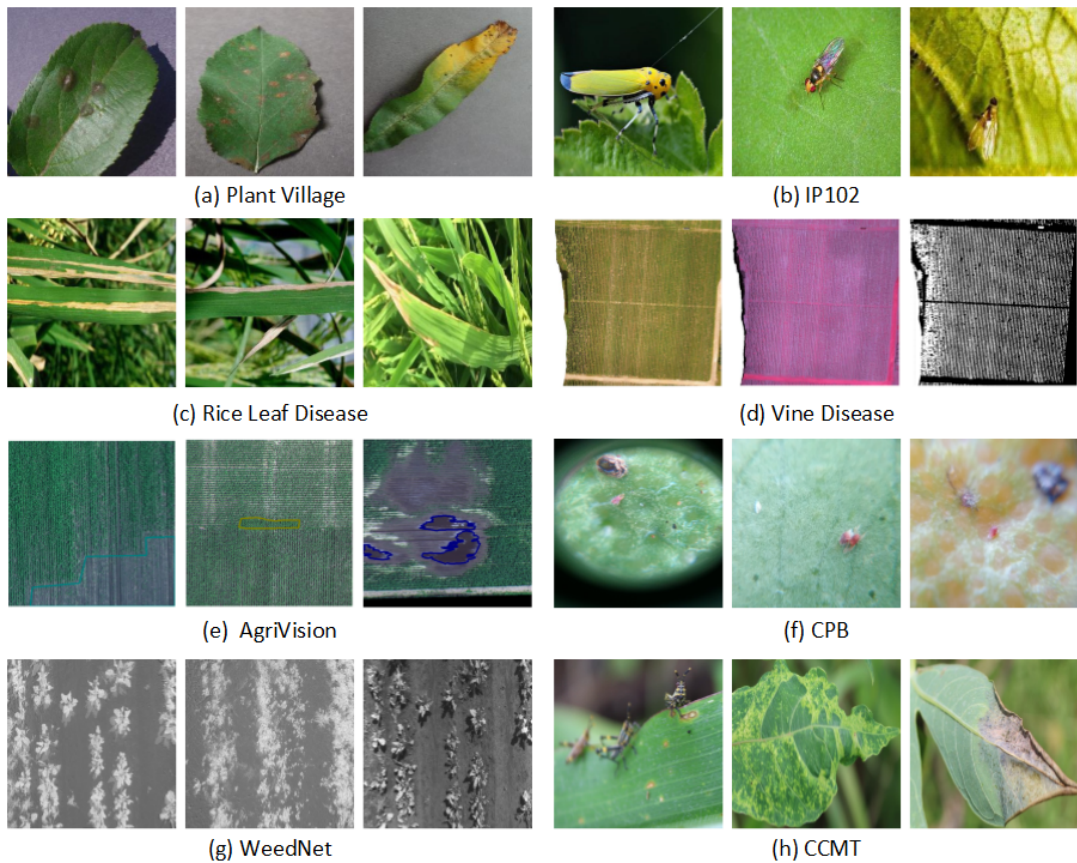 (a) Plant Village
(b) IP102
(c) Rice Leaf Disease
(d) Vine Disease
(e) AgriVision
(f) CPB
(g) WeedNet
(h) CCMT